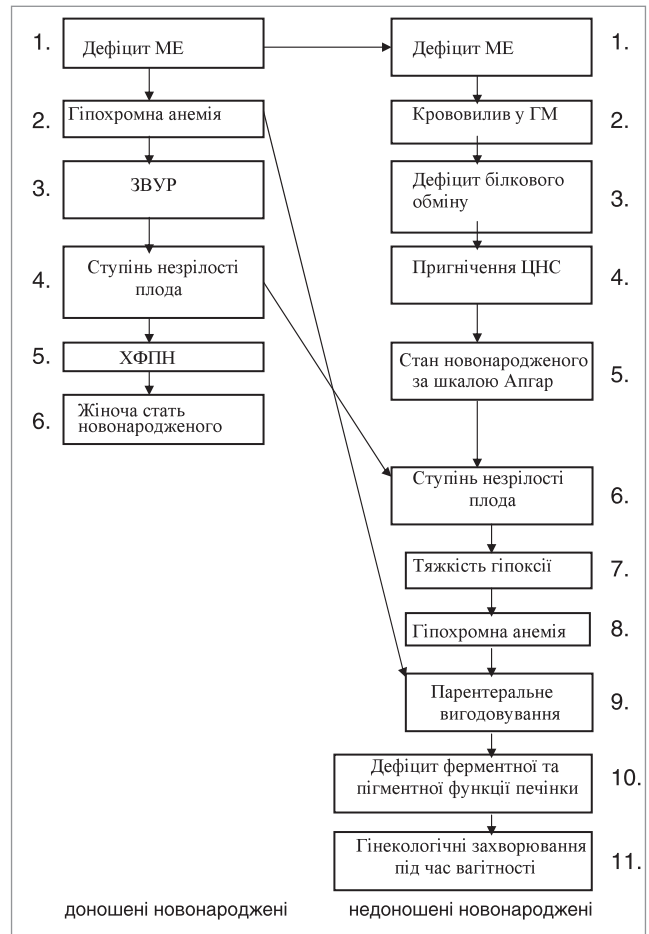 1.
Дефіцит МЕ
2.
Гіпохромна анемія
3.
ЗВУР
4.
Ступінь незрілості
плода
5.
ХФПН
6.
Жіноча стать
новонародженого
доношені новонароджені
Дефіцит МЕ
1.
Крововилив у ГМ
2.
Дефіцит білкового
обміну
3.
Пригнічення ЦНС
4.
Стан новонародженого
за шкалою Апгар
5.
Ступінь незрілості
плода
6.
Тяжкість гіпоксії
7.
Гіпохромна анемія
8.
Парентеральне
вигодовування
9.
Дефіцит ферментної та
пігментної функції печінки
10.
Гінекологічні захворювання
під час вагітності
11.
недоношені новонароджені